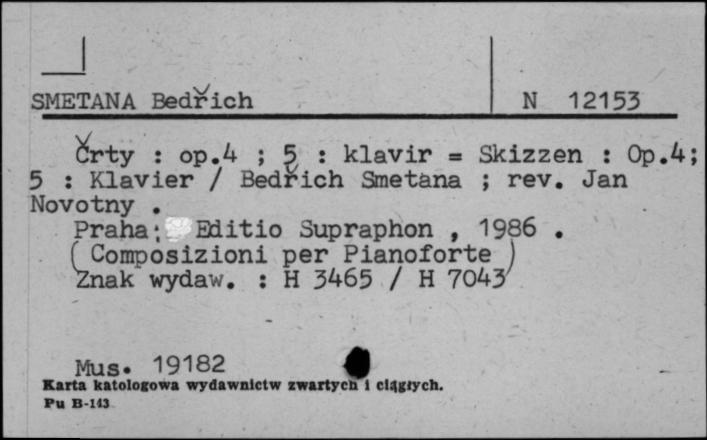 SMETANA Bedřich
N 12153
Črty : op.4 ; 5 : klavir = Skizzen : Op.4;
5 : Klavier / Bedřich Smetana ; rev. Jan
Novotny .
Praha: Editio Supraphon , 1986 .
( Composizioni per Pianoforte )
Znak wydaw. : H 3465 / H 7043
Mus. 19182
Karta katologowa wydawnictw zwartych i ciągłych.
Pu B-143